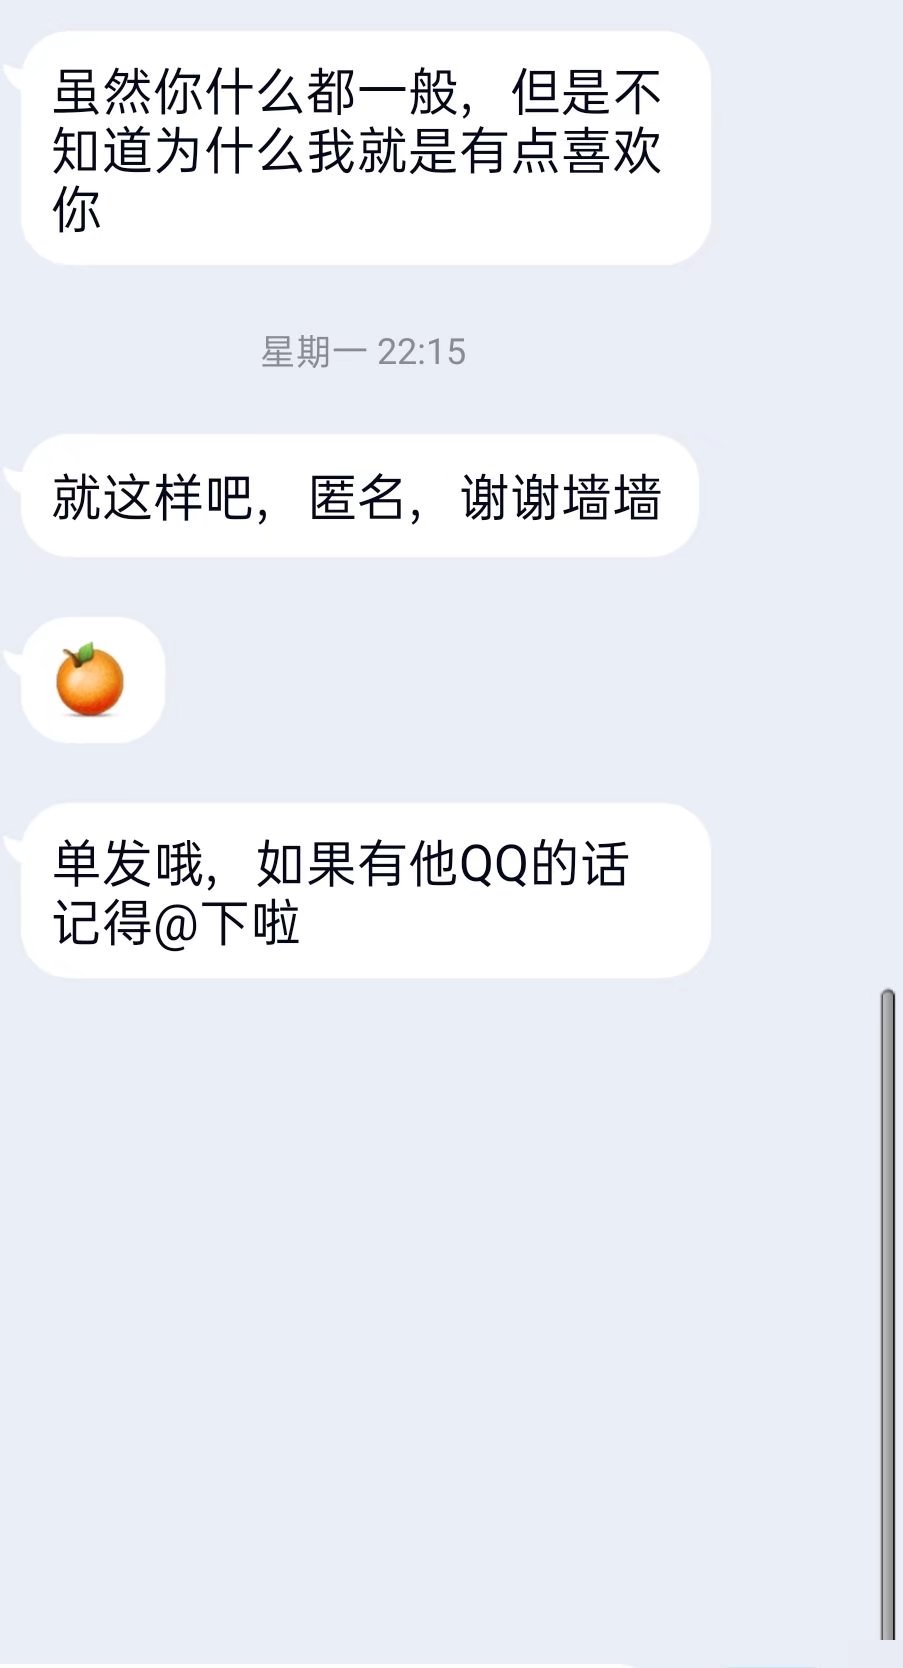 虽然你什么都一般，但是不
知道为什么我就是有点喜欢
你
星期一 22:15
就这样吧，匿名，谢谢墙墙
🍊
单发哦，如果有他QQ的话
记得@下啦